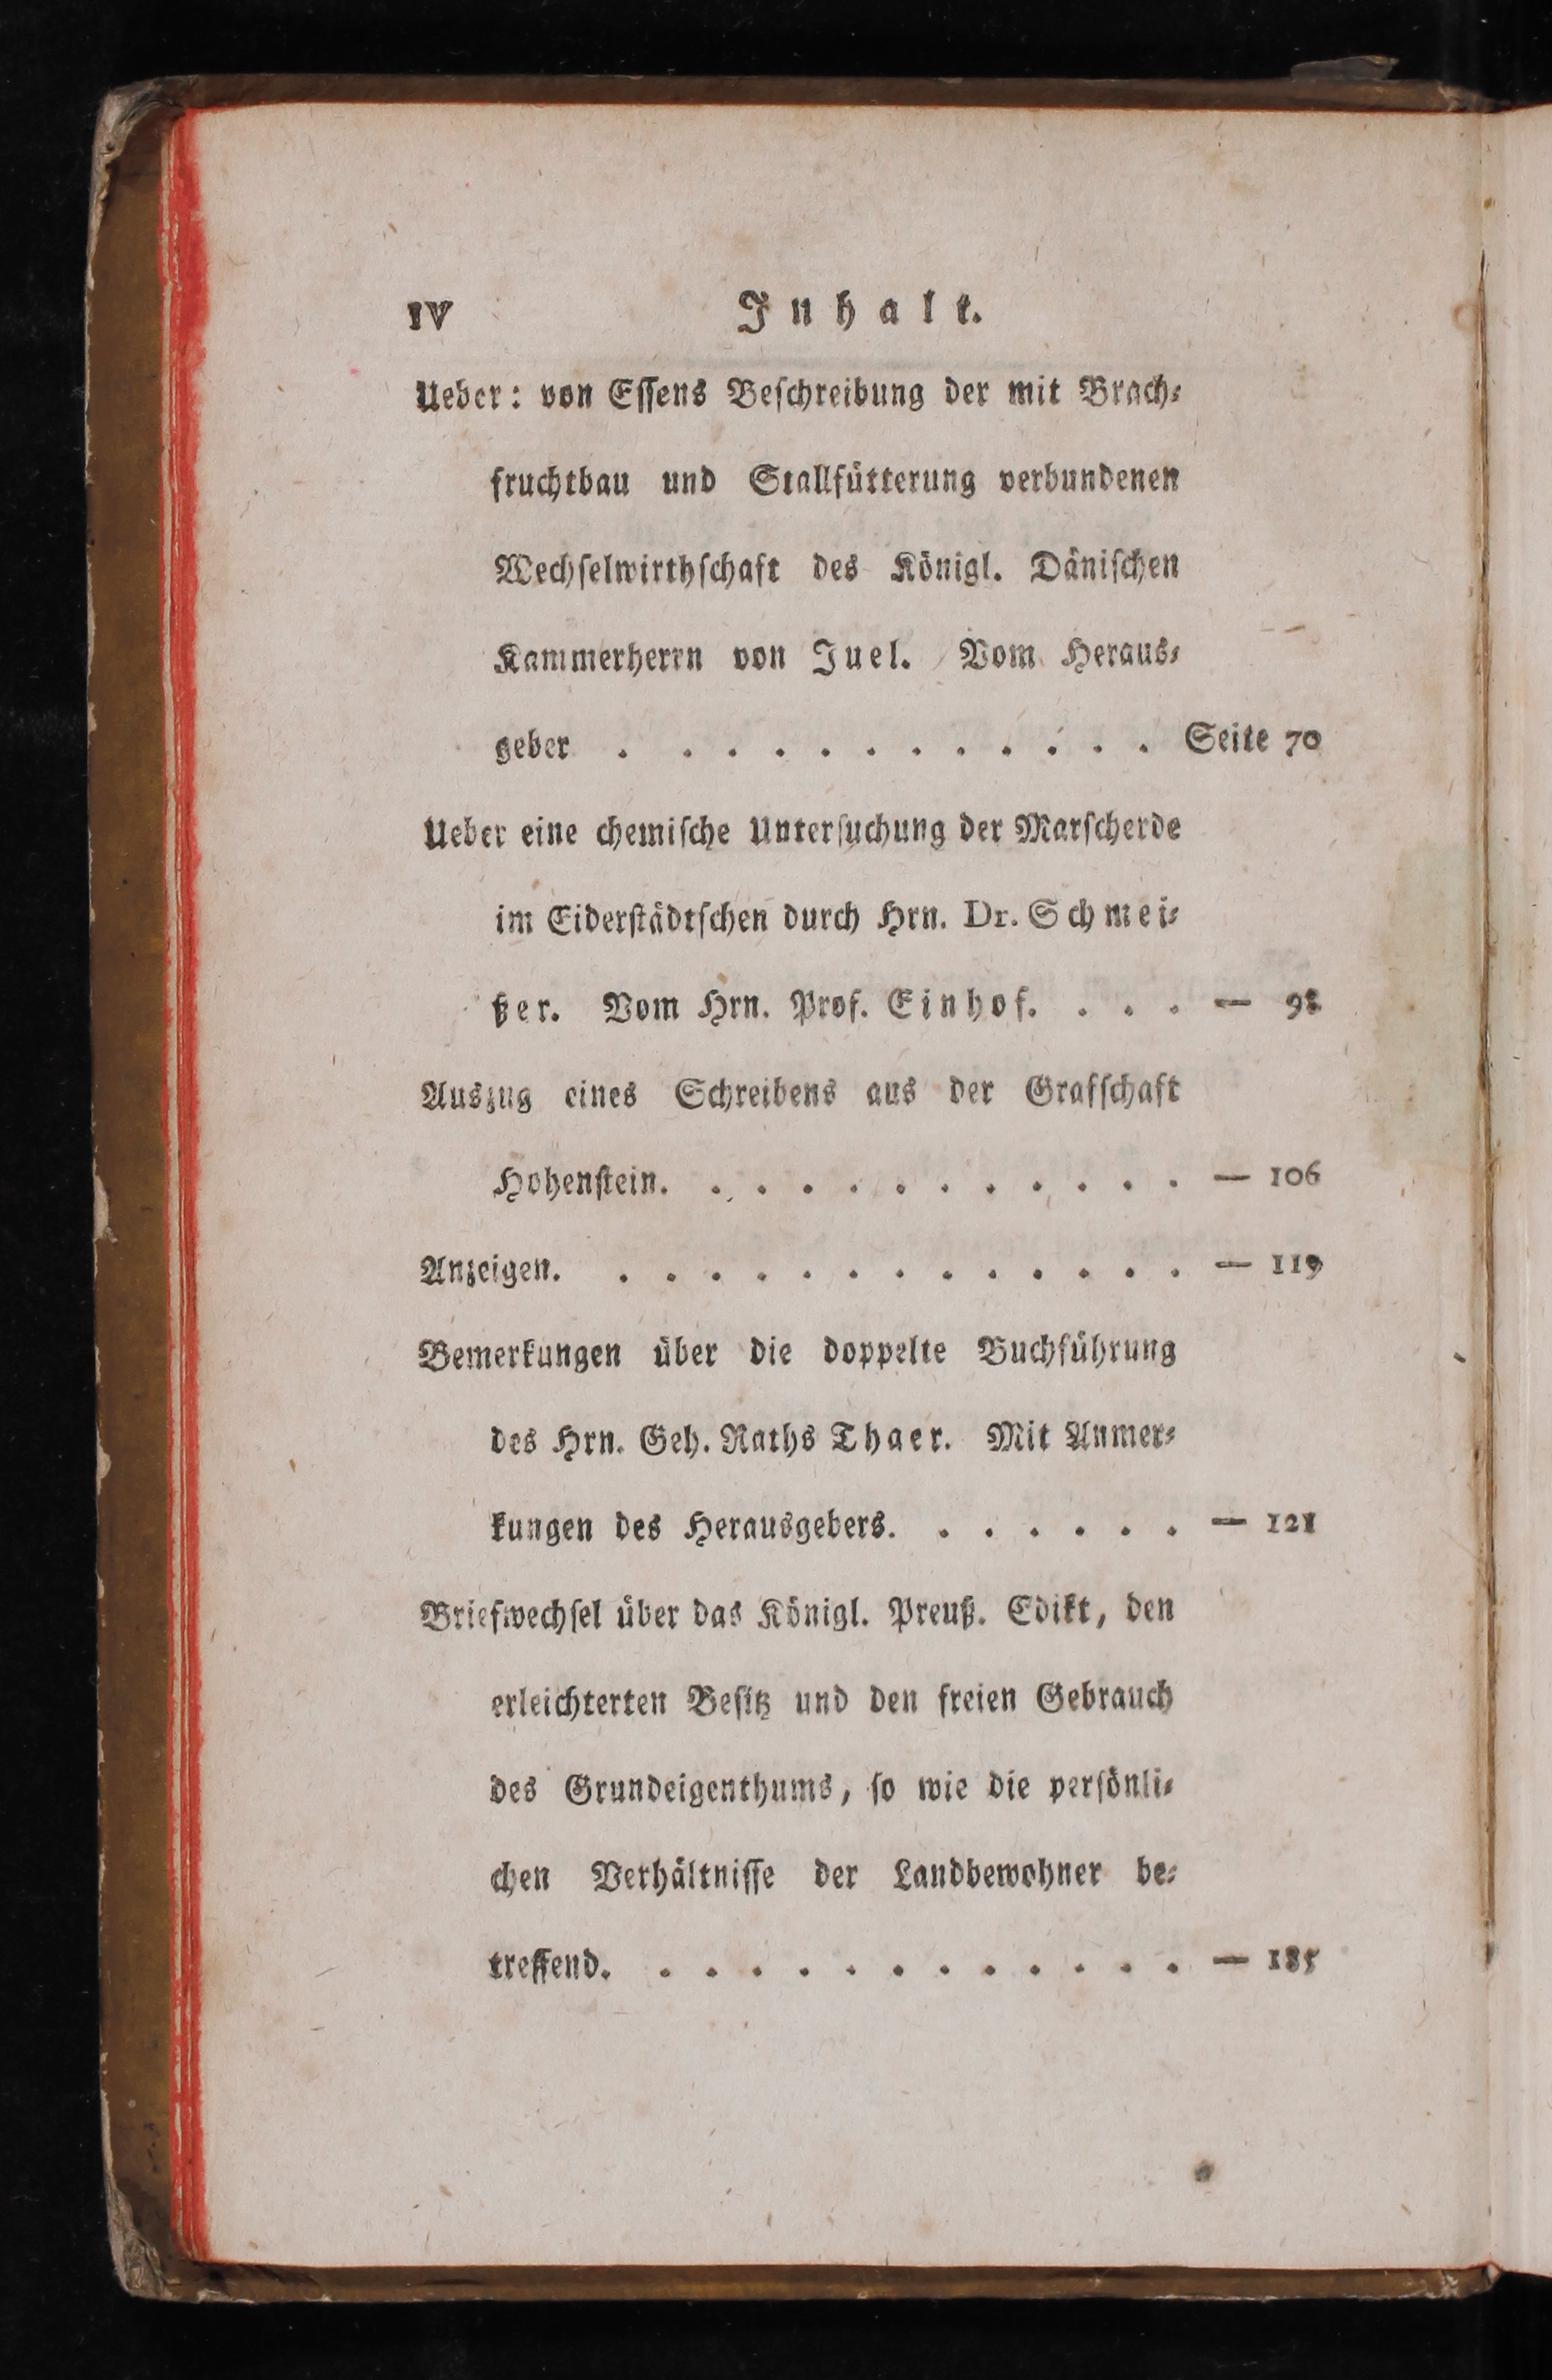 IV Inhalt.
Ueber: von Eſſens Beſchreibung der mit Brach⸗
fruchtbau und Stallfütterung verbundenen
Wechſelwirthſchaft des Königl. Däniſchen
Kammerherrn von Juel. Vom Heraus⸗
geber . . . . . . . . . . . . . Seite 70
Ueber eine chemiſche Unterſuchung der Marſcherde
im Eiderſtädtſchen durch Hrn. Dr. Schmei⸗
ßer. Vom Hrn. Prof. Einhof. . . . — 98
Auszug eines Schreibens aus der Grafſchaft
Hohenſtein. . . . . . . . . . . . — 106
Anzeigen. . . . . . . . . . . . . . — 119
Bemerkungen über die doppelte Buchführung
des Hrn. Geh. Raths Thaer. Mit Anmer⸗
kungen des Herausgebers. . . . . . . — 121
Briefwechſel über das Königl. Preuß. Edikt, den
erleichterten Beſitz und den freien Gebrauch
des Grundeigenthums, ſo wie die perſönli⸗
chen Verhältniſſe der Landbewohner be⸗
treffend. . . . . . . . . . . . . — 185